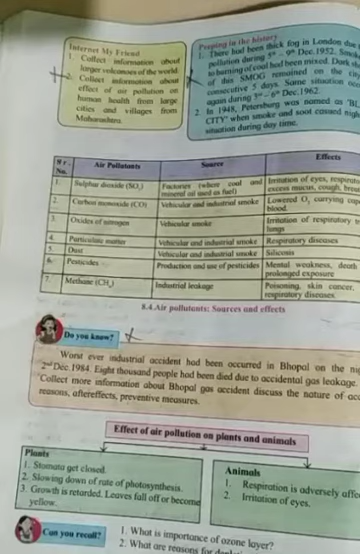 Internet My Friend
1. Collect information about
larger volcanoes of the world.
2. Collect information about
effect of air pollution on
human health from large
cities and villages from
Maharashtra.
Peeping in the history
1. There had been thick fog in London due
pollution during 5th - 9th Dec.1952. Smoke
to burning of coal had been mixed. Dark
of this SMOG remained on the city
consecutive 5 days. Same situation
again during 3rd - 6th Dec.1962.
2. In 1948, Petersburg was named as
CITY" when smoke and soot caused night
situation during day time.
Sr. No. Air Pollutants Source Effects
1. Sulphur dioxide (SO2) Factories (where coal and mineral oil used as fuel) Irritation of eyes, excess mucus, cough,
2. Carbon monoxide (CO) Vehicular and industrial smoke Lowered O2 carrying blood.
3. Oxides of nitrogen Vehicular smoke Irritation of respiratory lungs
4. Particulate matter Vehicular and industrial smoke Respiratory diseases
5. Dust Vehicular and industrial smoke Silicosis
6. Pesticides Production and use of pesticides Mental weakness, death prolonged exposure
7. Methane (CH4) Industrial leakage Poisoning, skin cancer, respiratory diseases.
8.4 Air pollutants: Sources and effects
Do you know?
Worst ever industrial accident had been occurred in Bhopal on the
2nd Dec.1984. Eight thousand people had been died due to accidental gas leakage.
Collect more information about Bhopal gas accident discuss the nature of
reasons, aftereffects, preventive measures.
Effect of air pollution on plants and animals
Plants
1. Stomata get closed.
2. Slowing down of rate of photosynthesis.
3. Growth is retarded. Leaves fall off or become
yellow.
Animals
1. Respiration is adversely
2. Irritation of eyes.
Can you recall?
1. What is importance of ozone layer?
2. What are reasons for